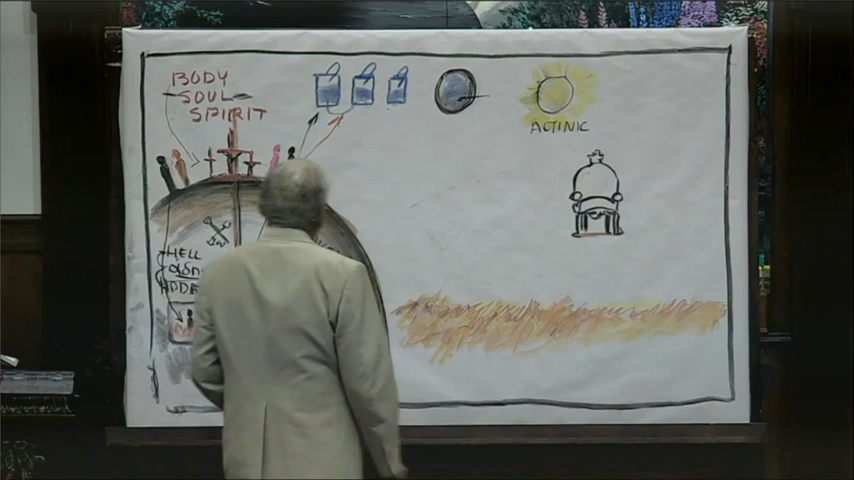 BODY
SOUL
SPIRIT
ACTINIC
HELL